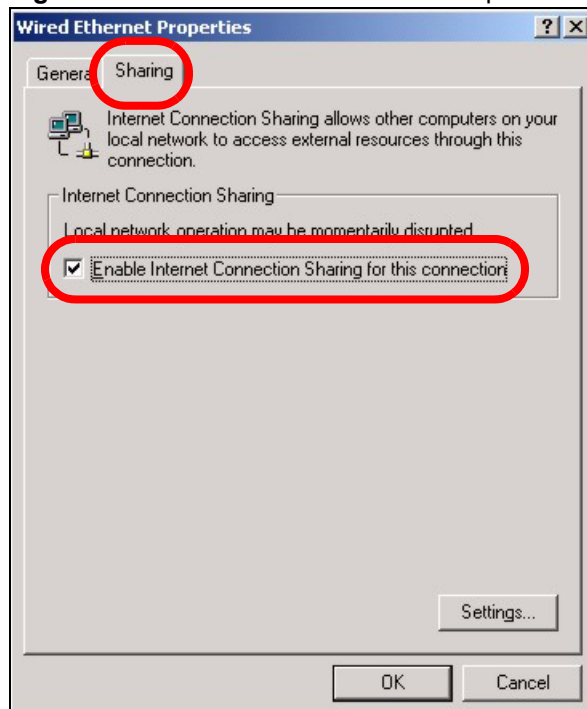 Wired Ethernet Properties
General Sharing
Internet Connection Sharing allows other computers on your
local network to access external resources through this
connection.
Internet Connection Sharing
Local network operation may be momentarily disrupted
Enable Internet Connection Sharing for this connection
Settings...
OK Cancel